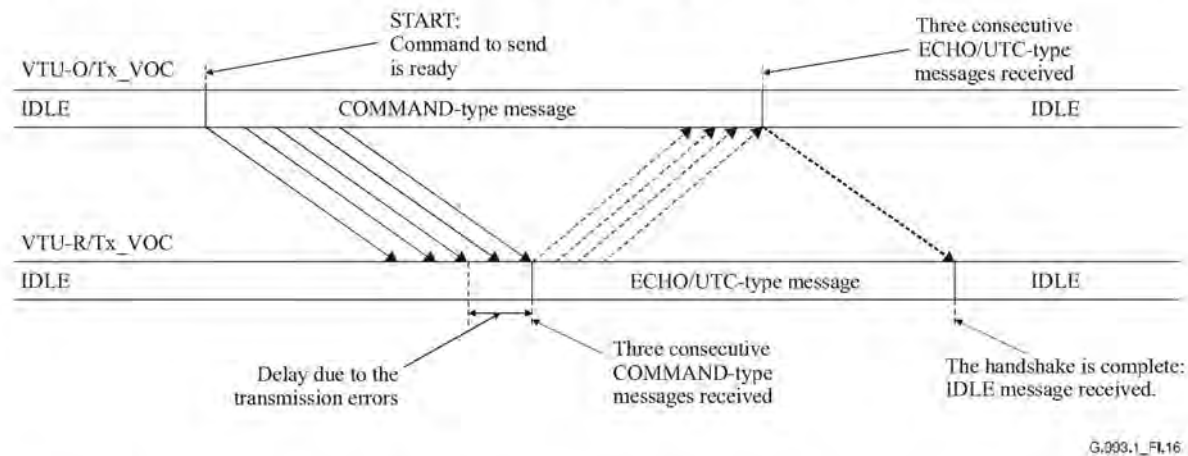 START:
Command to send
is ready
Three consecutive
ECHO/UTC-type
messages received
VTU-O/Tx_VOC
IDLE
COMMAND-type message
IDLE
VTU-R/Tx_VOC
IDLE
ECHO/UTC-type message
IDLE
Delay due to the
transmission errors
Three consecutive
COMMAND-type
messages received
The handshake is complete:
IDLE message received.
G.993.1_FI.16